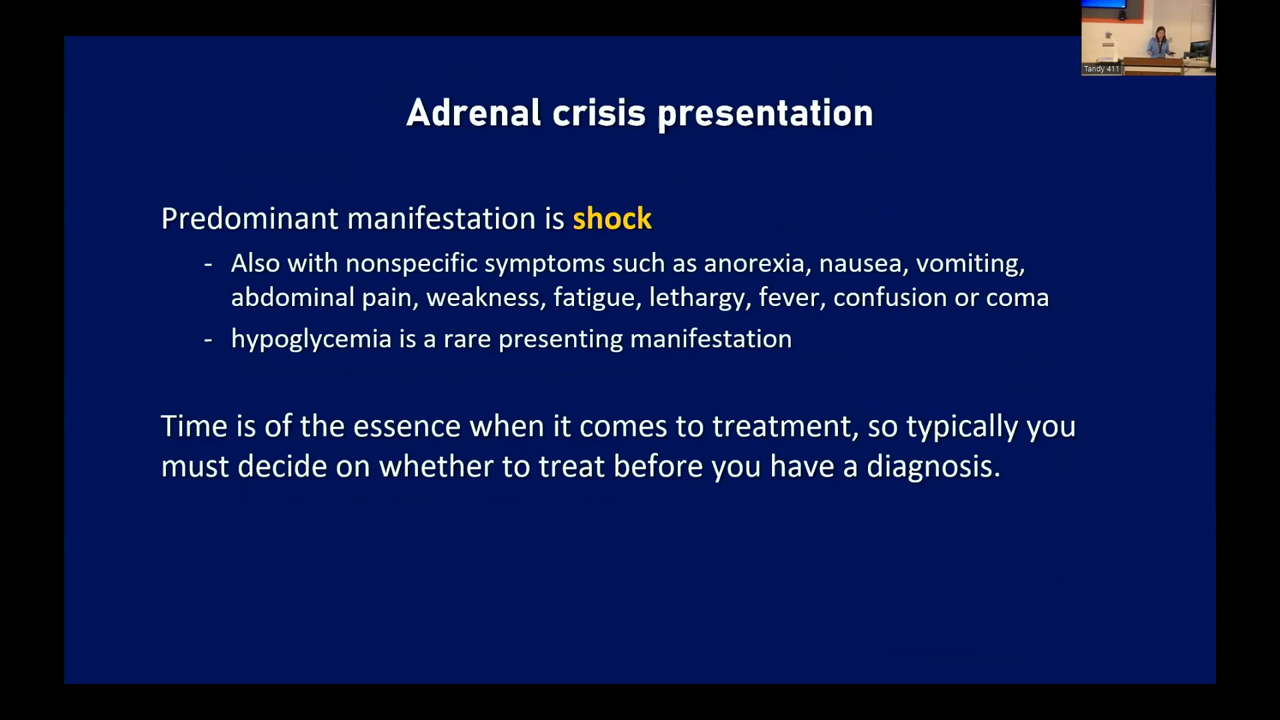 Tandy 411
Adrenal crisis presentation
Predominant manifestation is shock
- Also with nonspecific symptoms such as anorexia, nausea, vomiting,
abdominal pain, weakness, fatigue, lethargy, fever, confusion or coma
- hypoglycemia is a rare presenting manifestation
Time is of the essence when it comes to treatment, so typically you
must decide on whether to treat before you have a diagnosis.